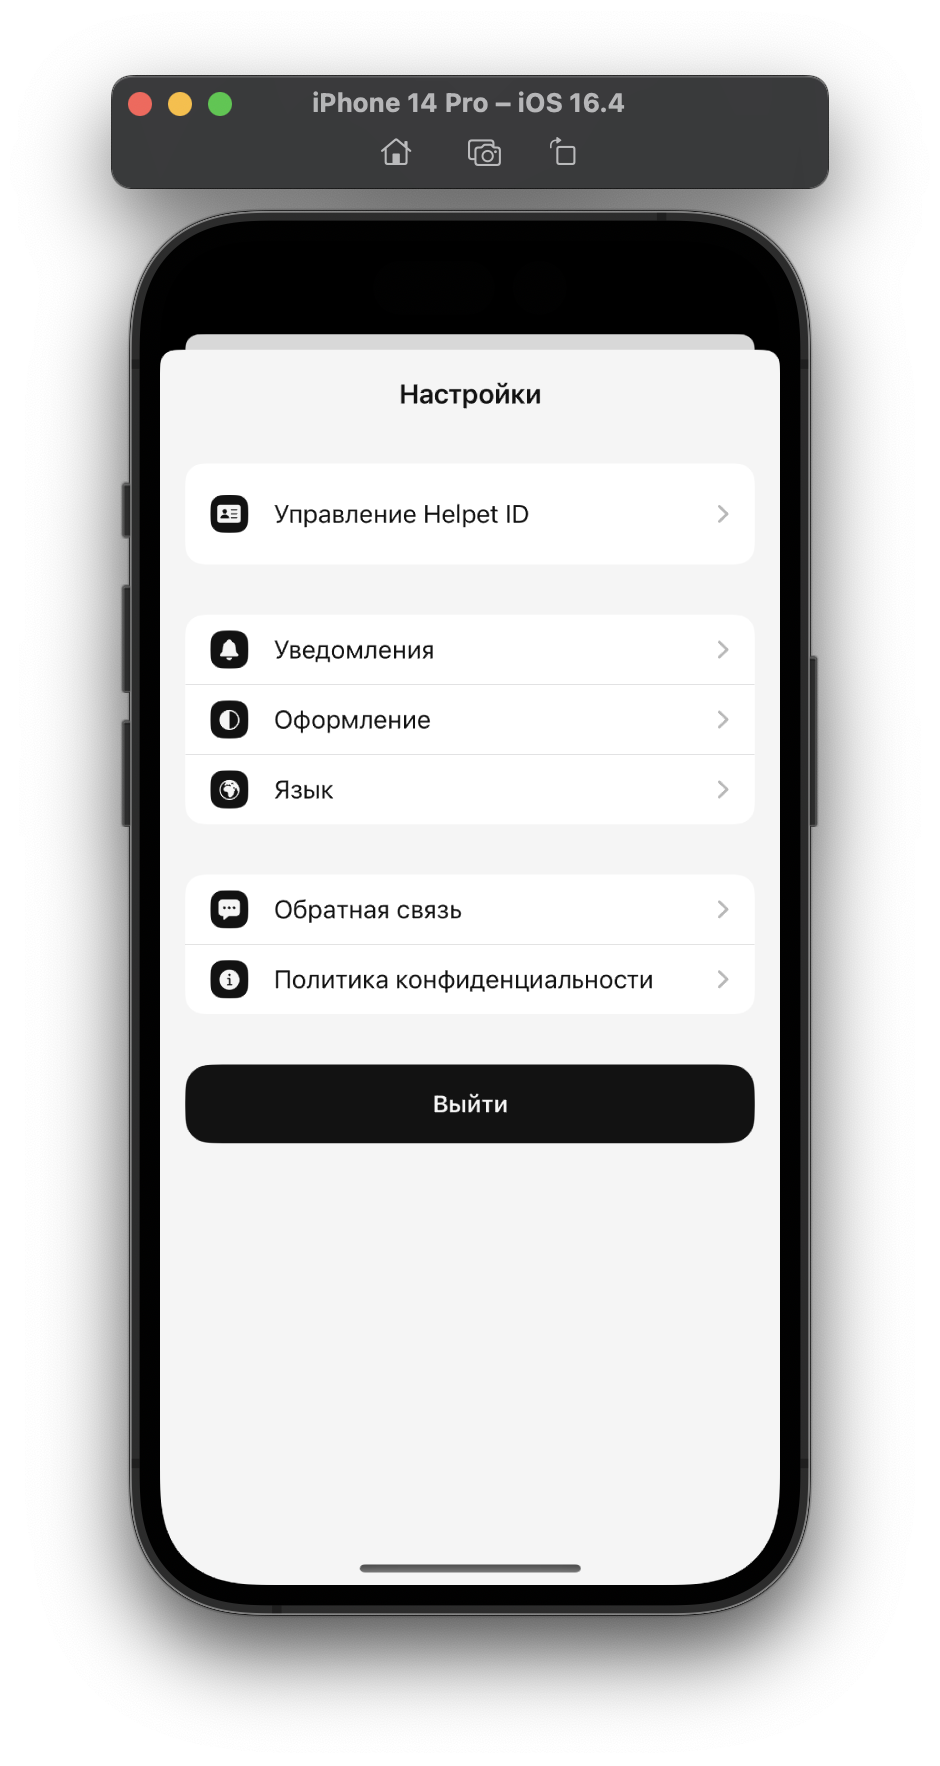 iPhone 14 Pro – iOS 16.4
Настройки
Управление Helpet ID
Уведомления
Оформление
Язык
Обратная связь
Политика конфиденциальности
Выйти